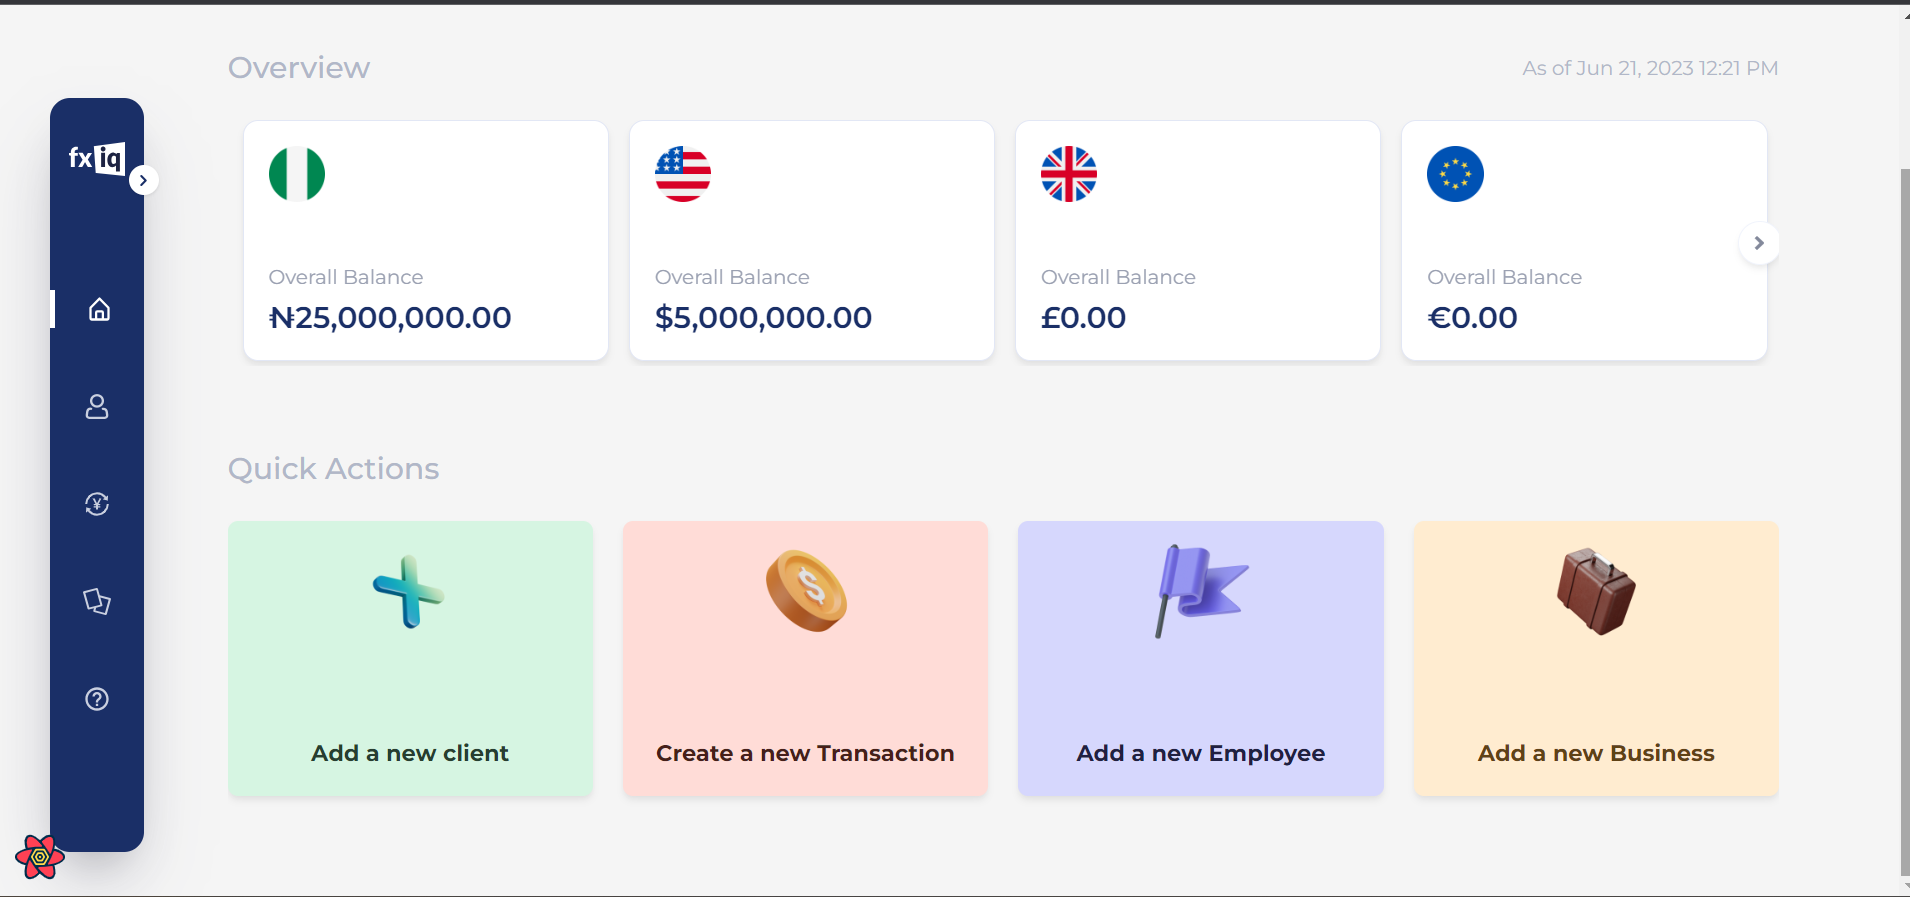 Overview
As of Jun 21, 2023 12:21 PM
fx iq
Overall Balance
₦25,000,000.00
Overall Balance
$5,000,000.00
Overall Balance
£0.00
Overall Balance
€0.00
Quick Actions
Add a new client
Create a new Transaction
Add a new Employee
Add a new Business